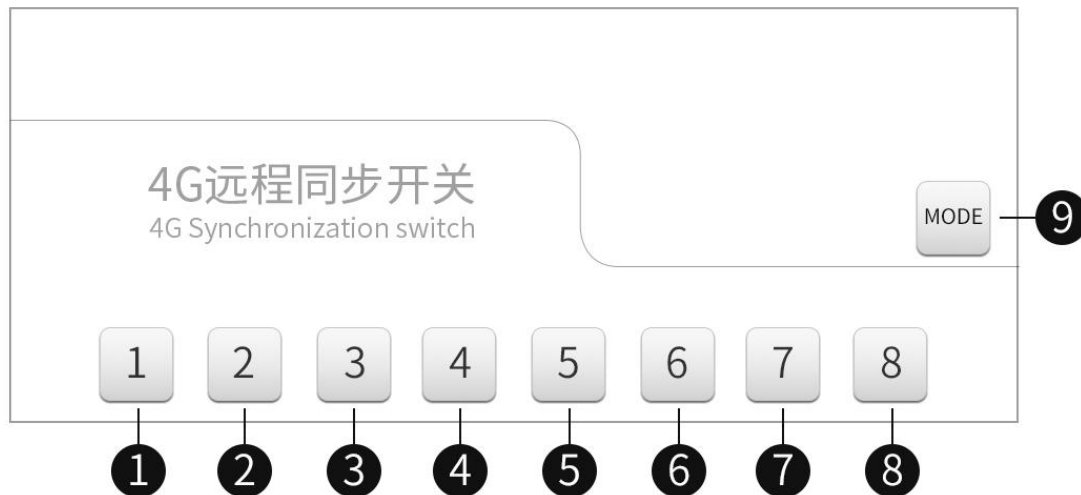 4G远程同步开关
4G Synchronization switch
MODE
9
1 2 3 4 5 6 7 8
1 2 3 4 5 6 7 8